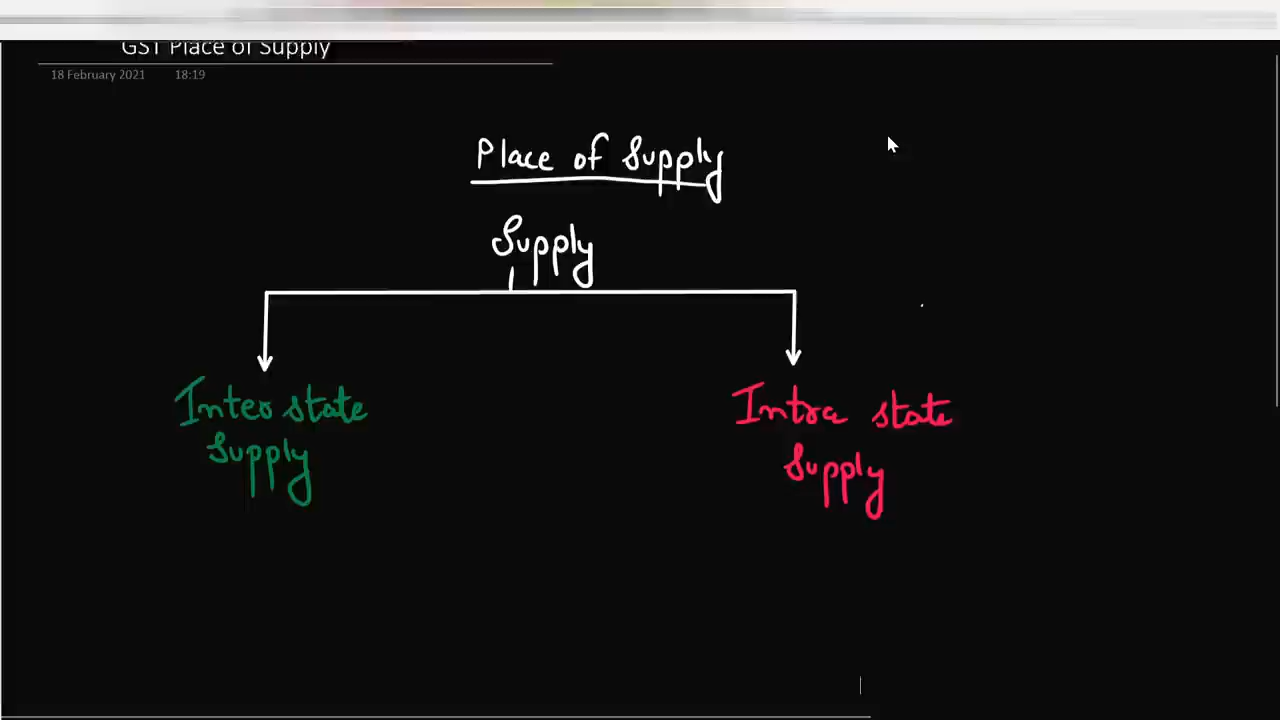 GST Place of Supply
18 February 2021 18:19
Place of Supply
Supply
Inter state
Supply
Intra state
Supply